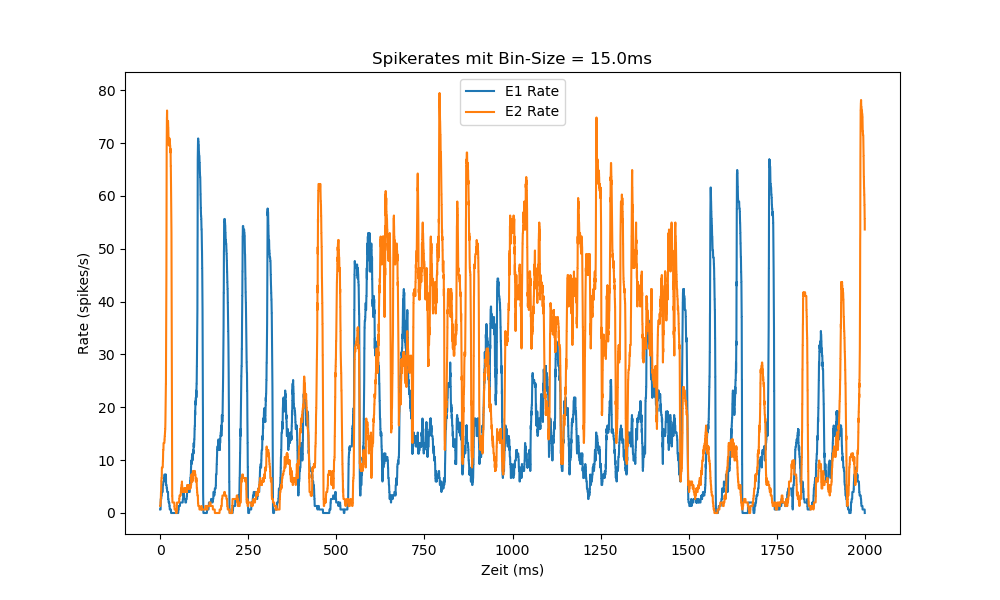 Spikerates mit Bin-Size = 15.0ms
E1 Rate
E2 Rate
Rate (spikes/s)
80
70
60
50
40
30
20
10
0
0 250 500 750 1000 1250 1500 1750 2000
Zeit (ms)